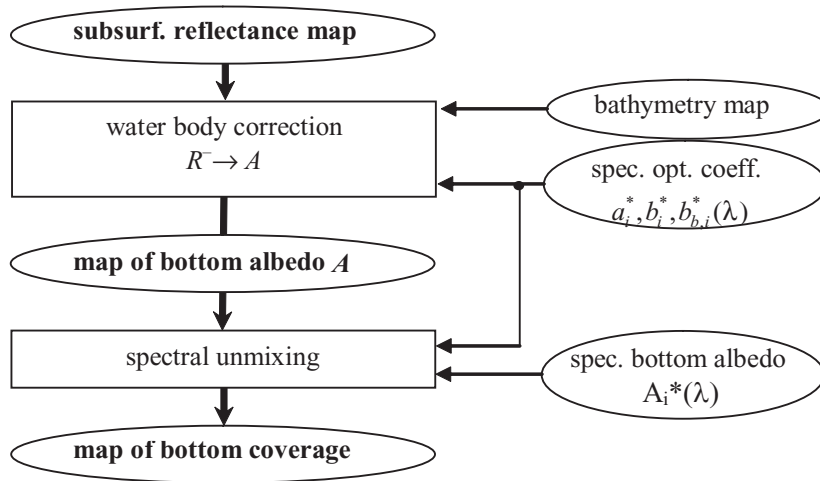 subsurf. reflectance map
water body correction
R⁻ → A
bathymetry map
spec. opt. coeff.
a*i, b*i, b*b,i(λ)
map of bottom albedo A
spectral unmixing
spec. bottom albedo
Ai*(λ)
map of bottom coverage